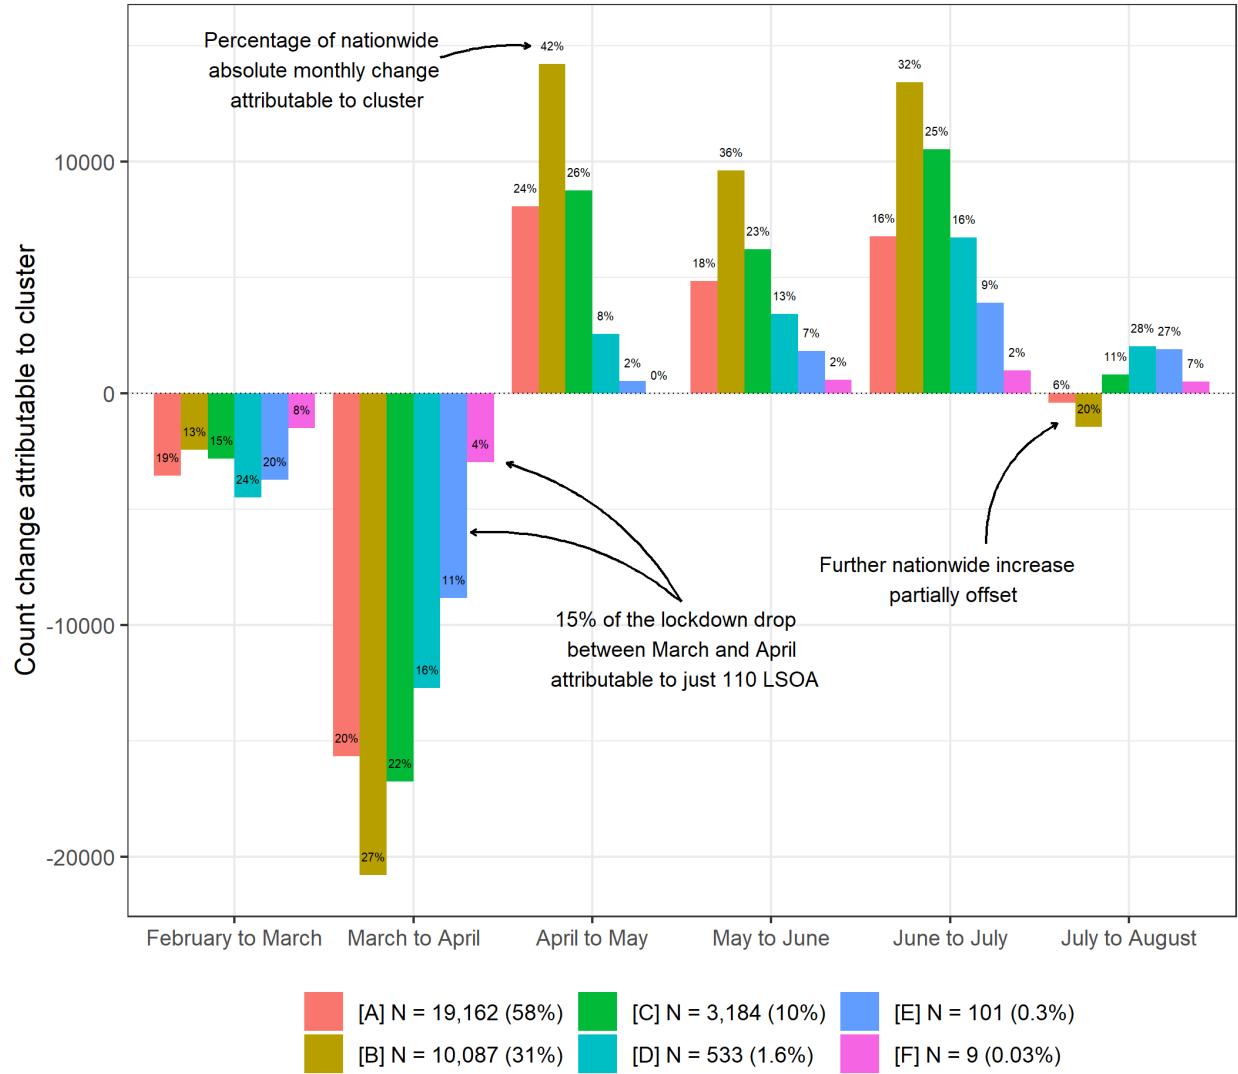 Percentage of nationwide
absolute monthly change
attributable to cluster
42%
32%
25%
24%
26%
36%
23%
18%
16%
16%
13%
9%
8%
7%
2%
0%
2%
2%
6%
20%
11%
28%
27%
7%
19%
13%
15%
24%
20%
8%
20%
27%
22%
16%
11%
4%
Further nationwide increase
partially offset
15% of the lockdown drop
between March and April
attributable to just 110 LSOA
Count change attributable to cluster
10000
0
-10000
-20000
February to March
March to April
April to May
May to June
June to July
July to August
[A] N = 19,162 (58%)
[C] N = 3,184 (10%)
[E] N = 101 (0.3%)
[B] N = 10,087 (31%)
[D] N = 533 (1.6%)
[F] N = 9 (0.03%)